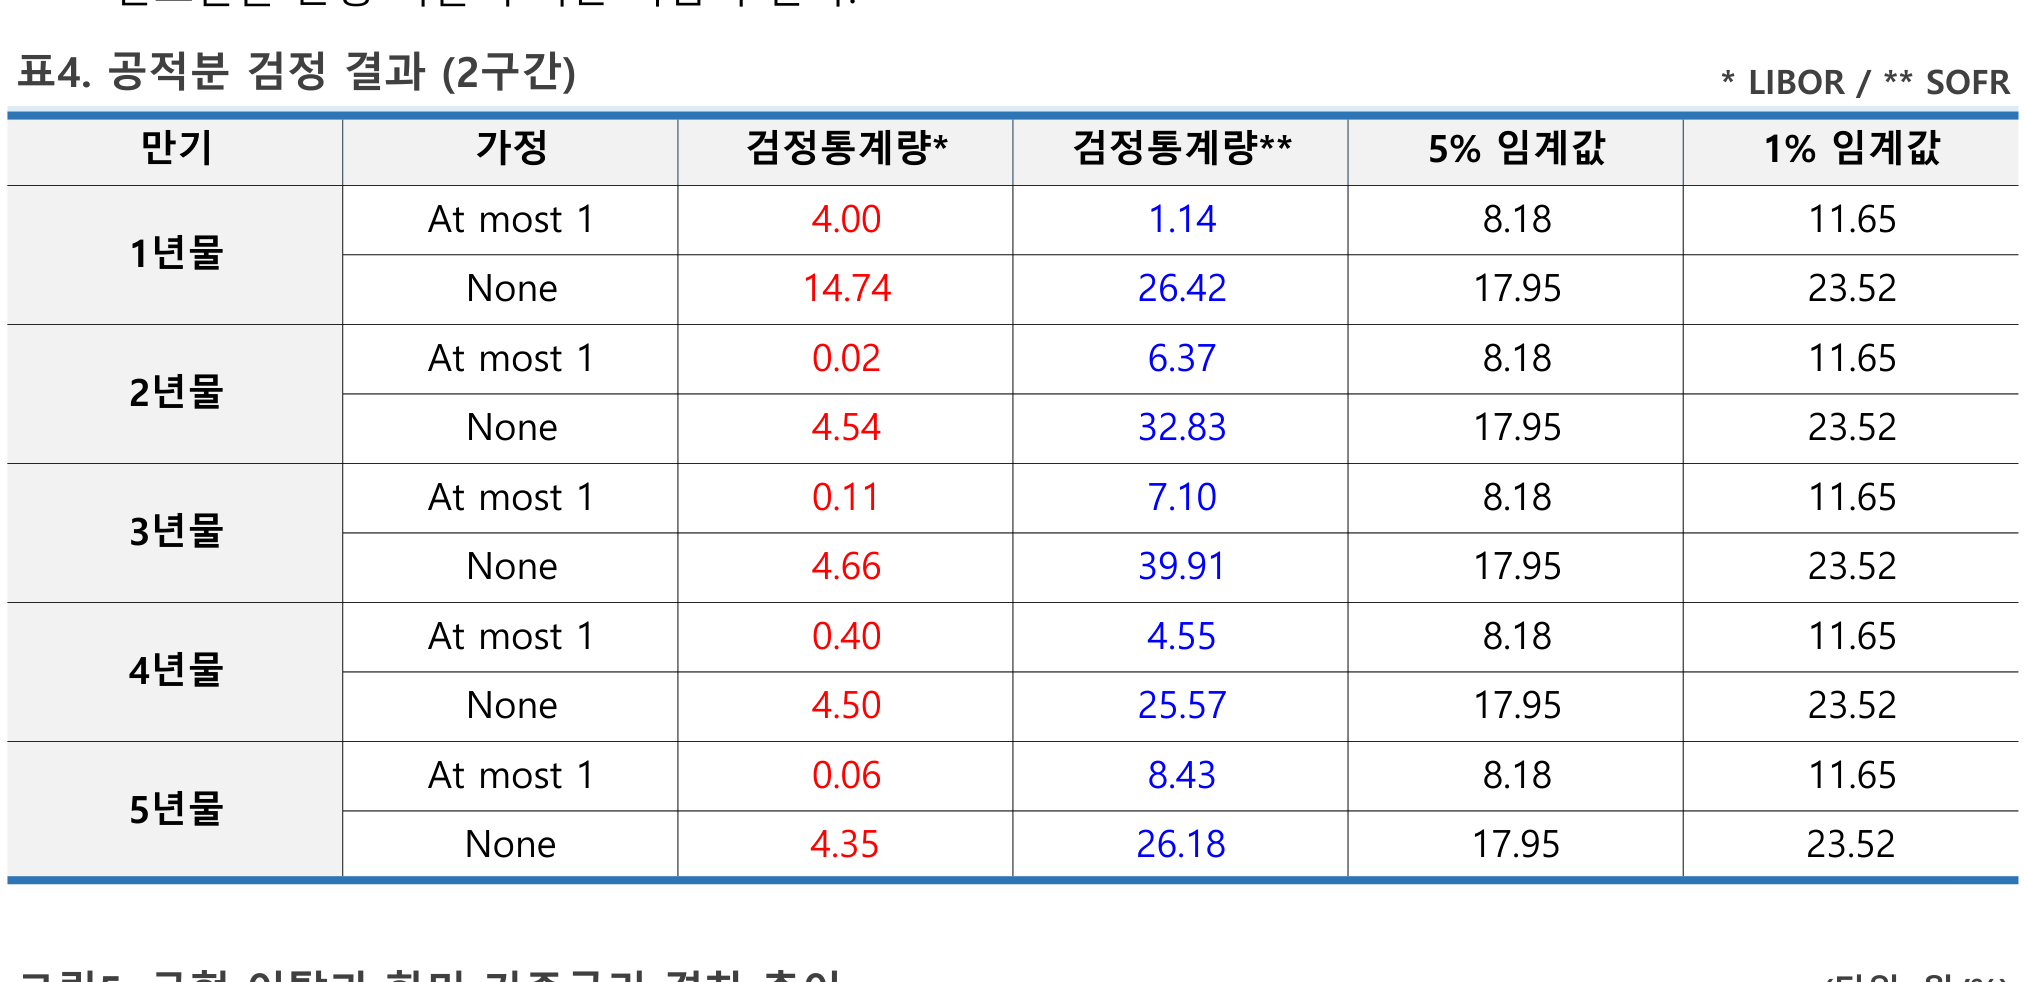 표4. 공적분 검정 결과 (2구간)
* LIBOR / ** SOFR
만기 가정 검정통계량* 검정통계량** 5% 임계값 1% 임계값
1년물 At most 1 4.00 1.14 8.18 11.65
None 14.74 26.42 17.95 23.52
2년물 At most 1 0.02 6.37 8.18 11.65
None 4.54 32.83 17.95 23.52
3년물 At most 1 0.11 7.10 8.18 11.65
None 4.66 39.91 17.95 23.52
4년물 At most 1 0.40 4.55 8.18 11.65
None 4.50 25.57 17.95 23.52
5년물 At most 1 0.06 8.43 8.18 11.65
None 4.35 26.18 17.95 23.52